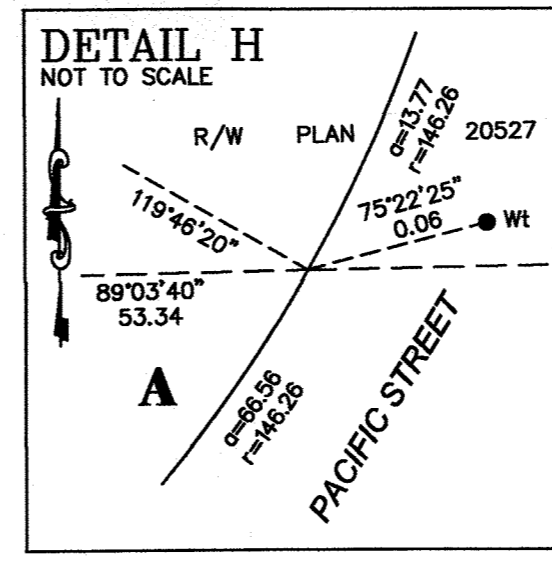 DETAIL H
NOT TO SCALE
R/W PLAN 20527
a=13.77
r=146.26
119°46'20"
75°22'25"
0.06
Wt
89°03'40"
53.34
A
a=66.56
r=146.26
PACIFIC STREET